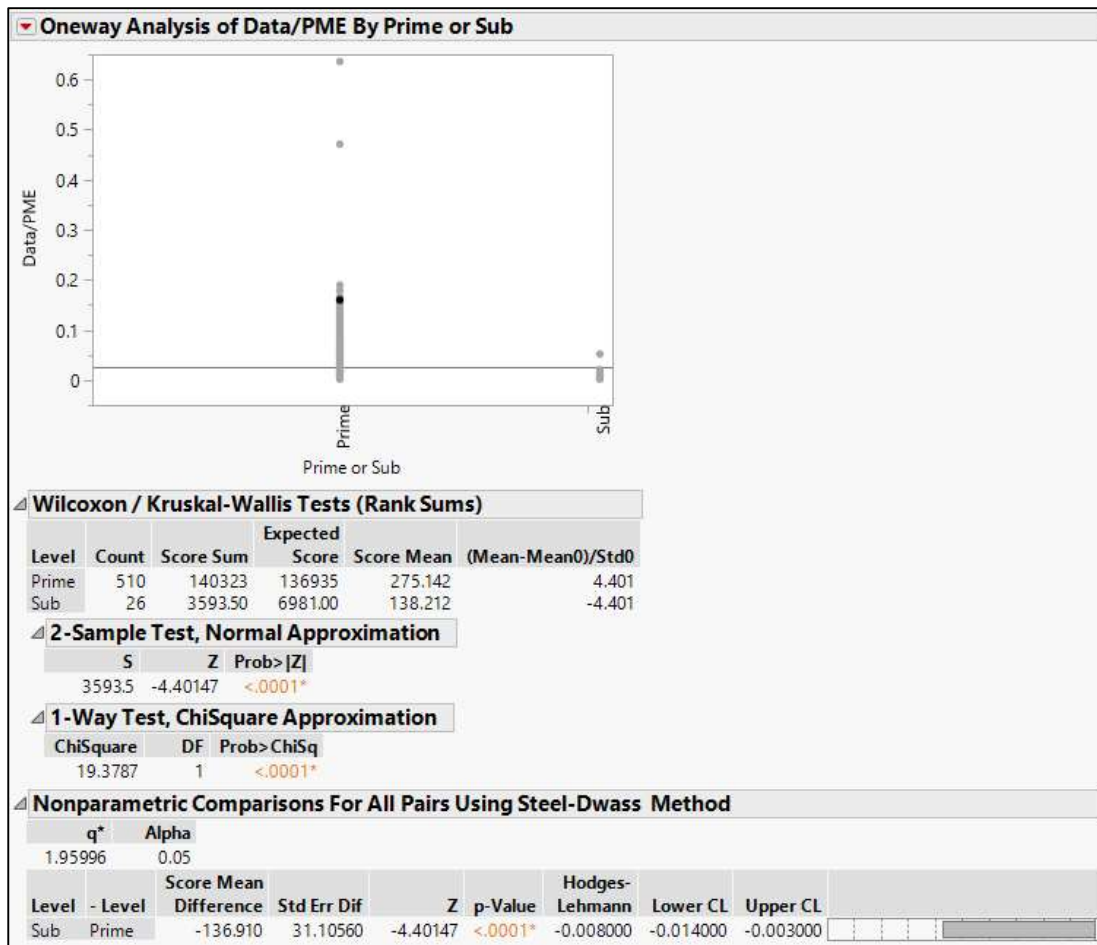 Oneway Analysis of Data/PME By Prime or Sub
0.6
0.5
0.4
0.3
0.2
0.1
0
Data/PME
Prime
Sub
Prime or Sub
Wilcoxon / Kruskal-Wallis Tests (Rank Sums)
Expected
Level Count Score Sum Score Score Mean (Mean-Mean0)/Std0
Prime 510 140323 136935 275.142 4.401
Sub 26 3593.50 6981.00 138.212 -4.401
2-Sample Test, Normal Approximation
S Z Prob>|Z|
3593.5 -4.40147 <.0001*
1-Way Test, ChiSquare Approximation
ChiSquare DF Prob>ChiSq
19.3787 1 <.0001*
Nonparametric Comparisons For All Pairs Using Steel-Dwass Method
q* Alpha
1.95996 0.05
Score Mean Hodges-
Level - Level Difference Std Err Dif Z p-Value Lehmann Lower CL Upper CL
Sub Prime -136.910 31.10560 -4.40147 <.0001* -0.008000 -0.014000 -0.003000